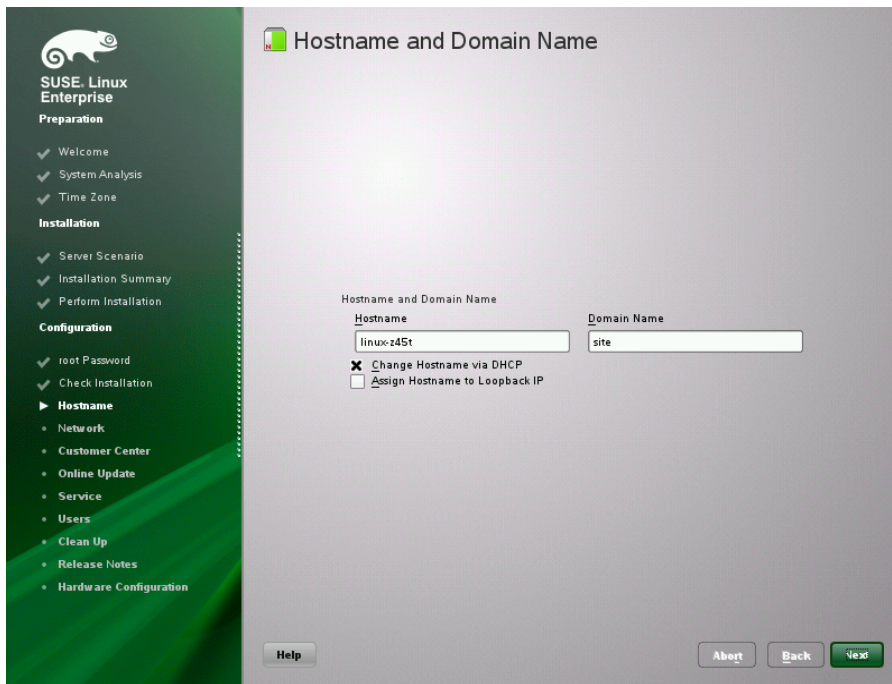 SUSE. Linux
Enterprise
Preparation
Welcome
System Analysis
Time Zone
Installation
Server Scenario
Installation Summary
Perform Installation
Configuration
root Password
Check Installation
Hostname
Network
Customer Center
Online Update
Service
Users
Clean Up
Release Notes
Hardware Configuration
N
Hostname and Domain Name
Hostname and Domain Name
Hostname
Domain Name
linux-z45t
site
Change Hostname via DHCP
Assign Hostname to Loopback IP
Help
Abort
Back
Next